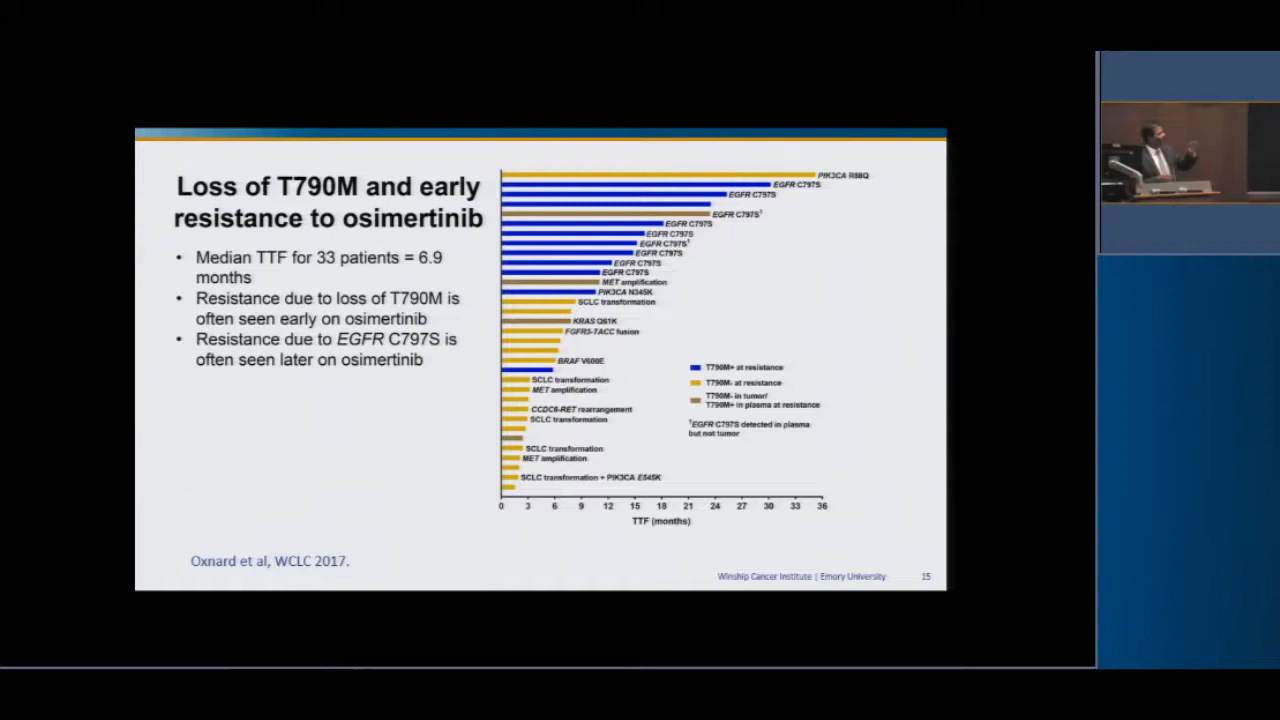 Loss of T790M and early
resistance to osimertinib
• Median TTF for 33 patients = 6.9
months
• Resistance due to loss of T790M is
often seen early on osimertinib
• Resistance due to EGFR C797S is
often seen later on osimertinib
PIK3CA R88Q
EGFR C797S
EGFR C797S
EGFR C797S†
EGFR C797S
EGFR C797S
EGFR C797S†
EGFR C797S
EGFR C797S
EGFR C797S
MET amplification
PIK3CA N345K
SCLC transformation
KRAS Q61K
FGFR3-TACC fusion
BRAF V600E
SCLC transformation
MET amplification
CCDC6-RET rearrangement
SCLC transformation
SCLC transformation
MET amplification
SCLC transformation + PIK3CA E545K
T790M+ at resistance
T790M- at resistance
T790M- in tumor/
T790M+ in plasma at resistance
†EGFR C797S detected in plasma
but not tumor
0 3 6 9 12 15 18 21 24 27 30 33 36
TTF (months)
Oxnard et al, WCLC 2017.
Winship Cancer Institute | Emory University 15